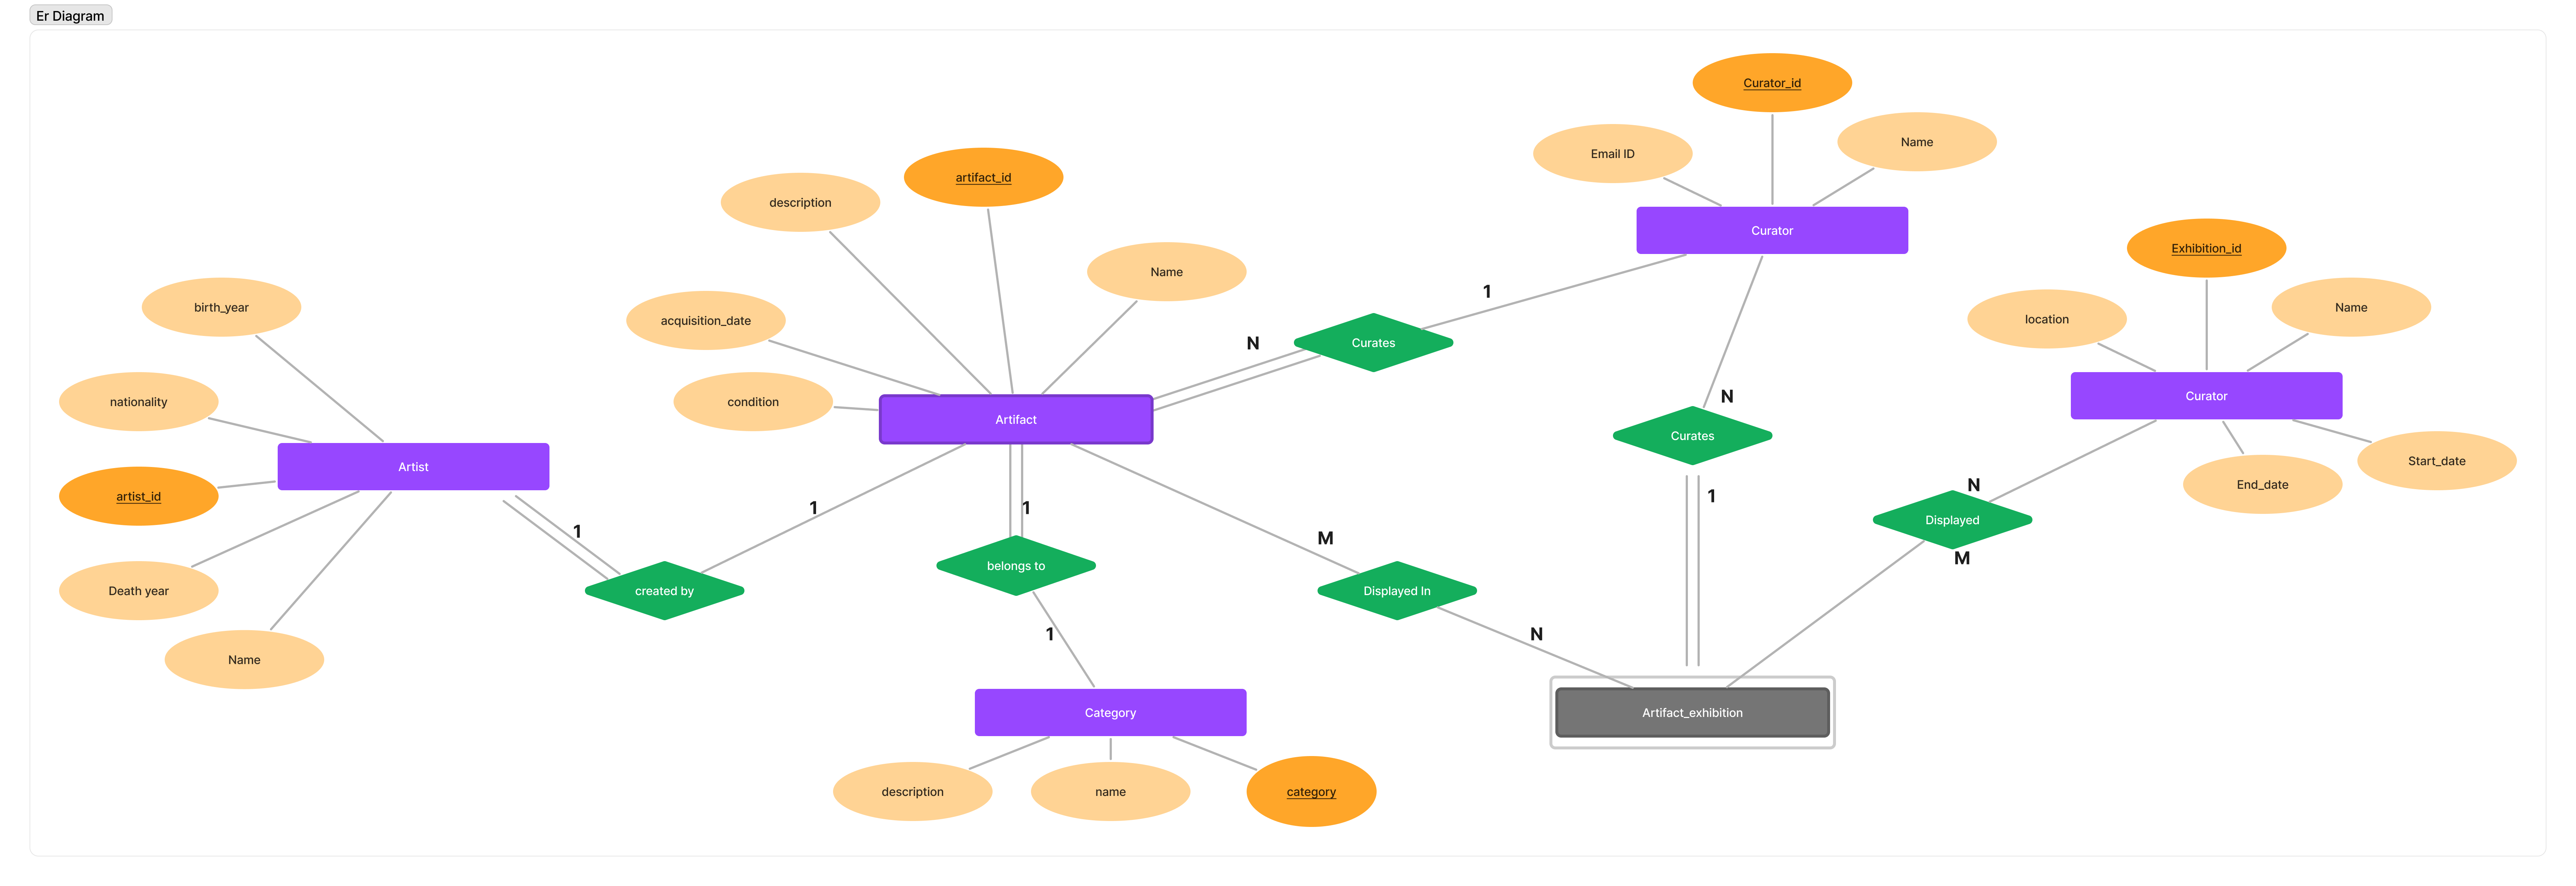 Er Diagram
Curator_id
Email ID
Name
Curator
artifact_id
description
Name
acquisition_date
condition
Artifact
1
N
Curates
N
Curates
1
Exhibition_id
location
Name
Curator
Start_date
End_date
N
Displayed
M
birth_year
nationality
Artist
artist_id
Death year
Name
1
created by
1
1
belongs to
1
M
Displayed In
N
Category
Artifact_exhibition
description
name
category